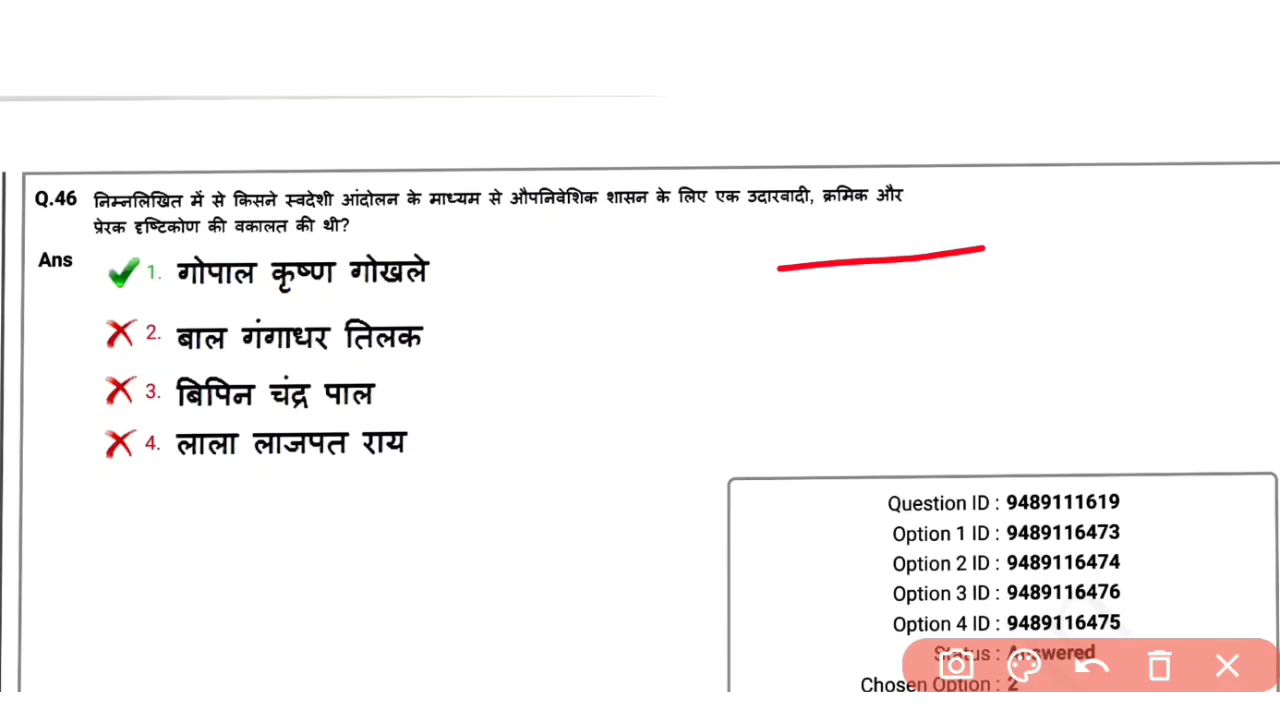 Q.46 निम्नलिखित में से किसने स्वदेशी आंदोलन के माध्यम से औपनिवेशिक शासन के लिए एक उदारवादी, क्रमिक और
प्रेरक दृष्टिकोण की वकालत की थी?
Ans 1. गोपाल कृष्ण गोखले
2. बाल गंगाधर तिलक
3. बिपिन चंद्र पाल
4. लाला लाजपत राय
Question ID : 9489111619
Option 1 ID : 9489116473
Option 2 ID : 9489116474
Option 3 ID : 9489116476
Option 4 ID : 9489116475
Status : Answered
Chosen Option : 2